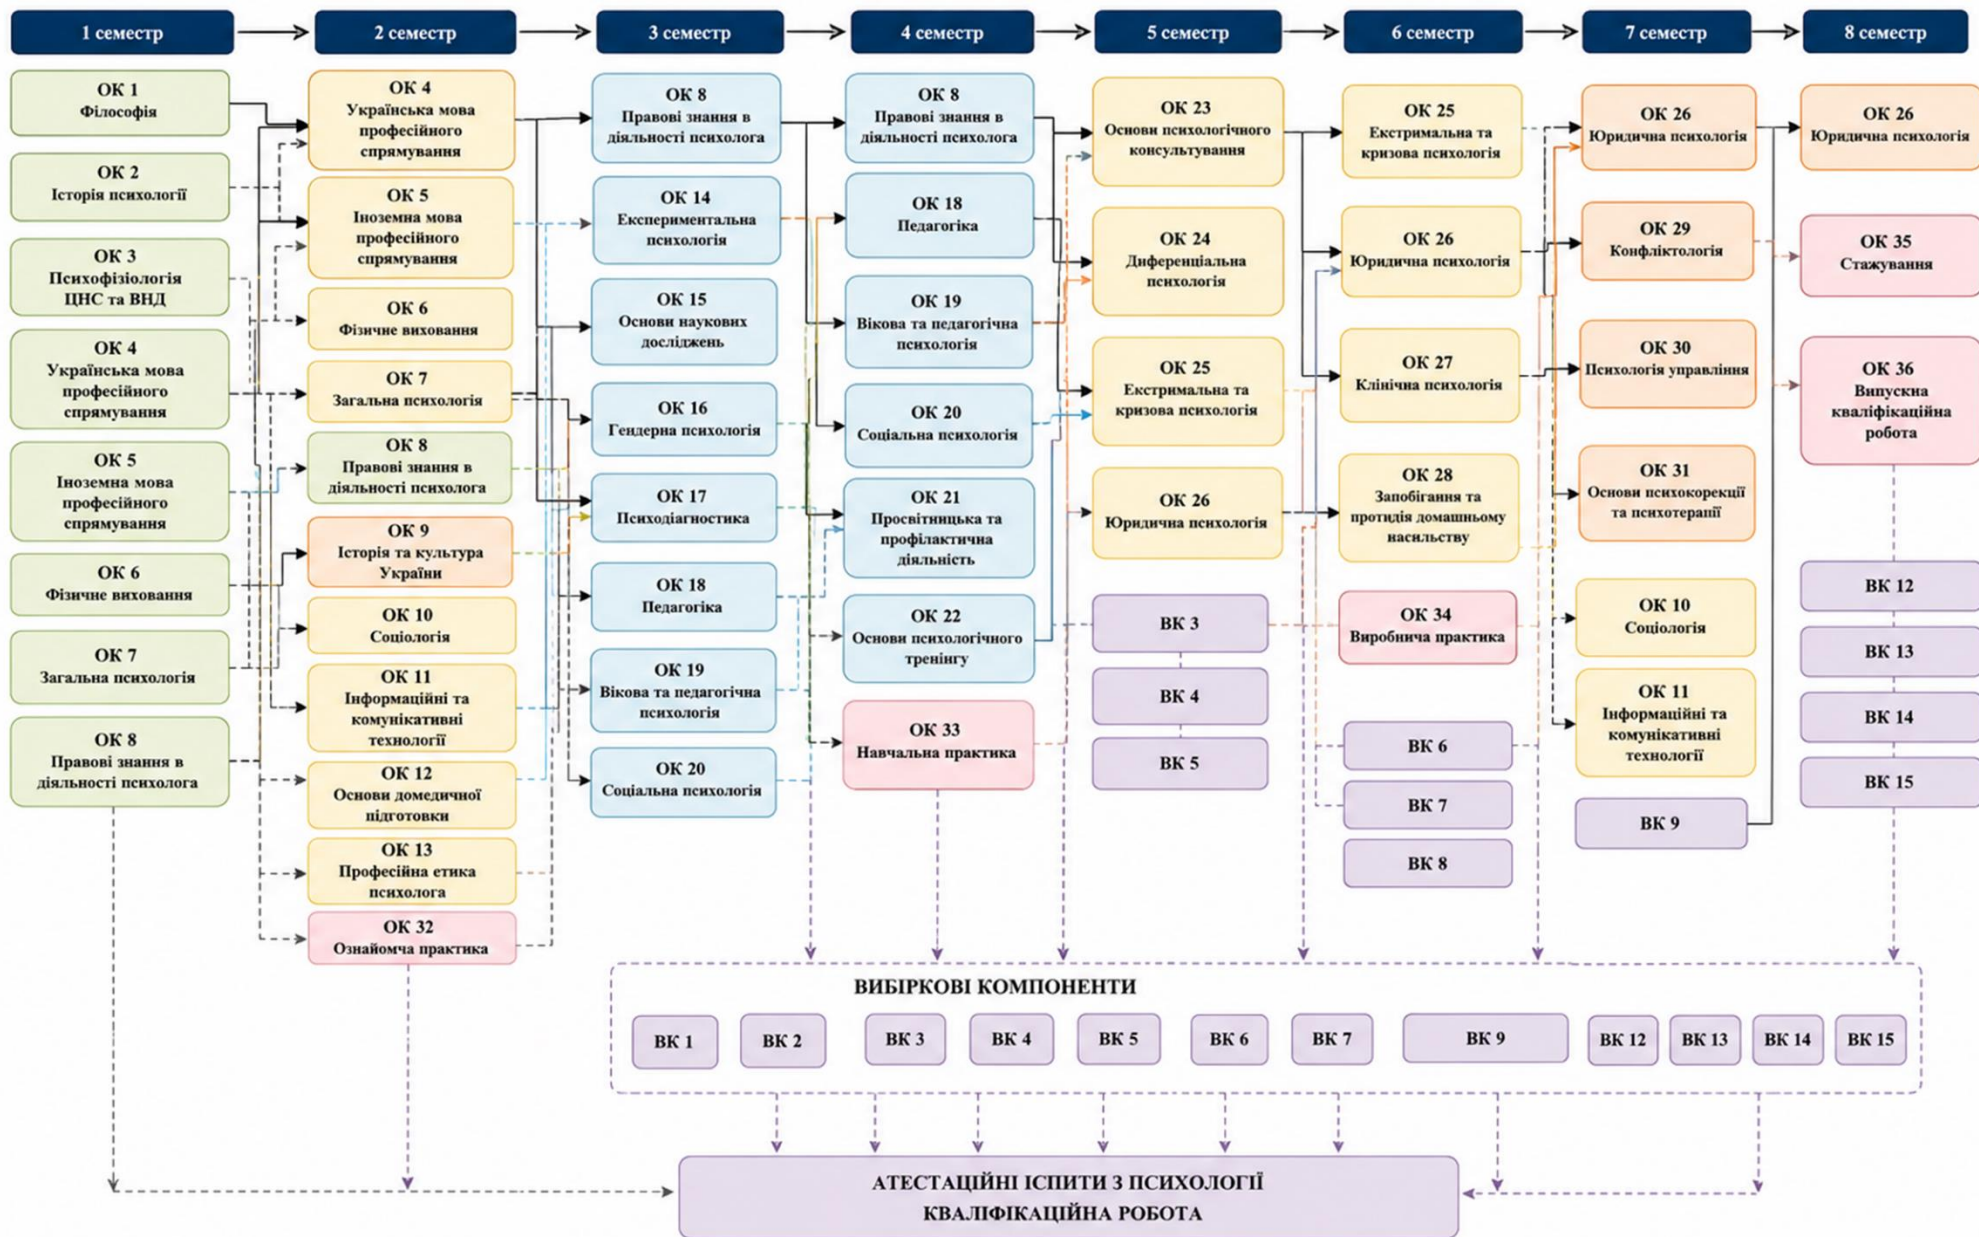 1 семестр
2 семестр
3 семестр
4 семестр
5 семестр
6 семестр
7 семестр
8 семестр
ОК 1
Філософія
ОК 2
Історія психології
ОК 3
Психофізіологія
ЦНС та ВНД
ОК 4
Українська мова
професійного
спрямування
ОК 5
Іноземна мова
професійного
спрямування
ОК 6
Фізичне виховання
ОК 7
Загальна психологія
ОК 8
Правові знання в
діяльності психолога
ОК 4
Українська мова
професійного
спрямування
ОК 5
Іноземна мова
професійного
спрямування
ОК 6
Фізичне виховання
ОК 7
Загальна психологія
ОК 8
Правові знання в
діяльності психолога
ОК 9
Історія та культура
України
ОК 10
Соціологія
ОК 11
Інформаційні та
комунікативні
технології
ОК 12
Основи домедичної
підготовки
ОК 13
Професійна етика
психолога
ОК 32
Ознайомча практика
ОК 8
Правові знання в
діяльності психолога
ОК 14
Експериментальна
психологія
ОК 15
Основи наукових
досліджень
ОК 16
Гендерна психологія
ОК 17
Психодіагностика
ОК 18
Педагогіка
ОК 19
Вікова та педагогічна
психологія
ОК 20
Соціальна психологія
ОК 8
Правові знання в
діяльності психолога
ОК 18
Педагогіка
ОК 19
Вікова та педагогічна
психологія
ОК 20
Соціальна психологія
ОК 21
Просвітницька та
профілактична
діяльність
ОК 22
Основи психологічного
тренінгу
ОК 33
Навчальна практика
ОК 23
Основи психологічного
консультування
ОК 24
Диференціальна
психологія
ОК 25
Екстримальна та
кризова психологія
ОК 26
Юридична психологія
ВК 3
ВК 4
ВК 5
ОК 25
Екстримальна та
кризова психологія
ОК 26
Юридична психологія
ОК 27
Клінічна психологія
ОК 28
Запобігання та
протидія домашньому
насильству
ОК 34
Виробнича практика
ВК 6
ВК 7
ВК 8
ОК 26
Юридична психологія
ОК 29
Конфліктологія
ОК 30
Психологія управління
ОК 31
Основи психокорекції
та психотерапії
ОК 10
Соціологія
ОК 11
Інформаційні та
комунікативні
технології
ВК 9
ОК 26
Юридична психологія
ОК 35
Стажування
ОК 36
Випускна
кваліфікаційна
робота
ВК 12
ВК 13
ВК 14
ВК 15
ВИБІРКОВІ КОМПОНЕНТИ
ВК 1
ВК 2
ВК 3
ВК 4
ВК 5
ВК 6
ВК 7
ВК 9
ВК 12
ВК 13
ВК 14
ВК 15
АТЕСТАЦІЙНІ ІСПИТИ З ПСИХОЛОГІЇ
КВАЛІФІКАЦІЙНА РОБОТА